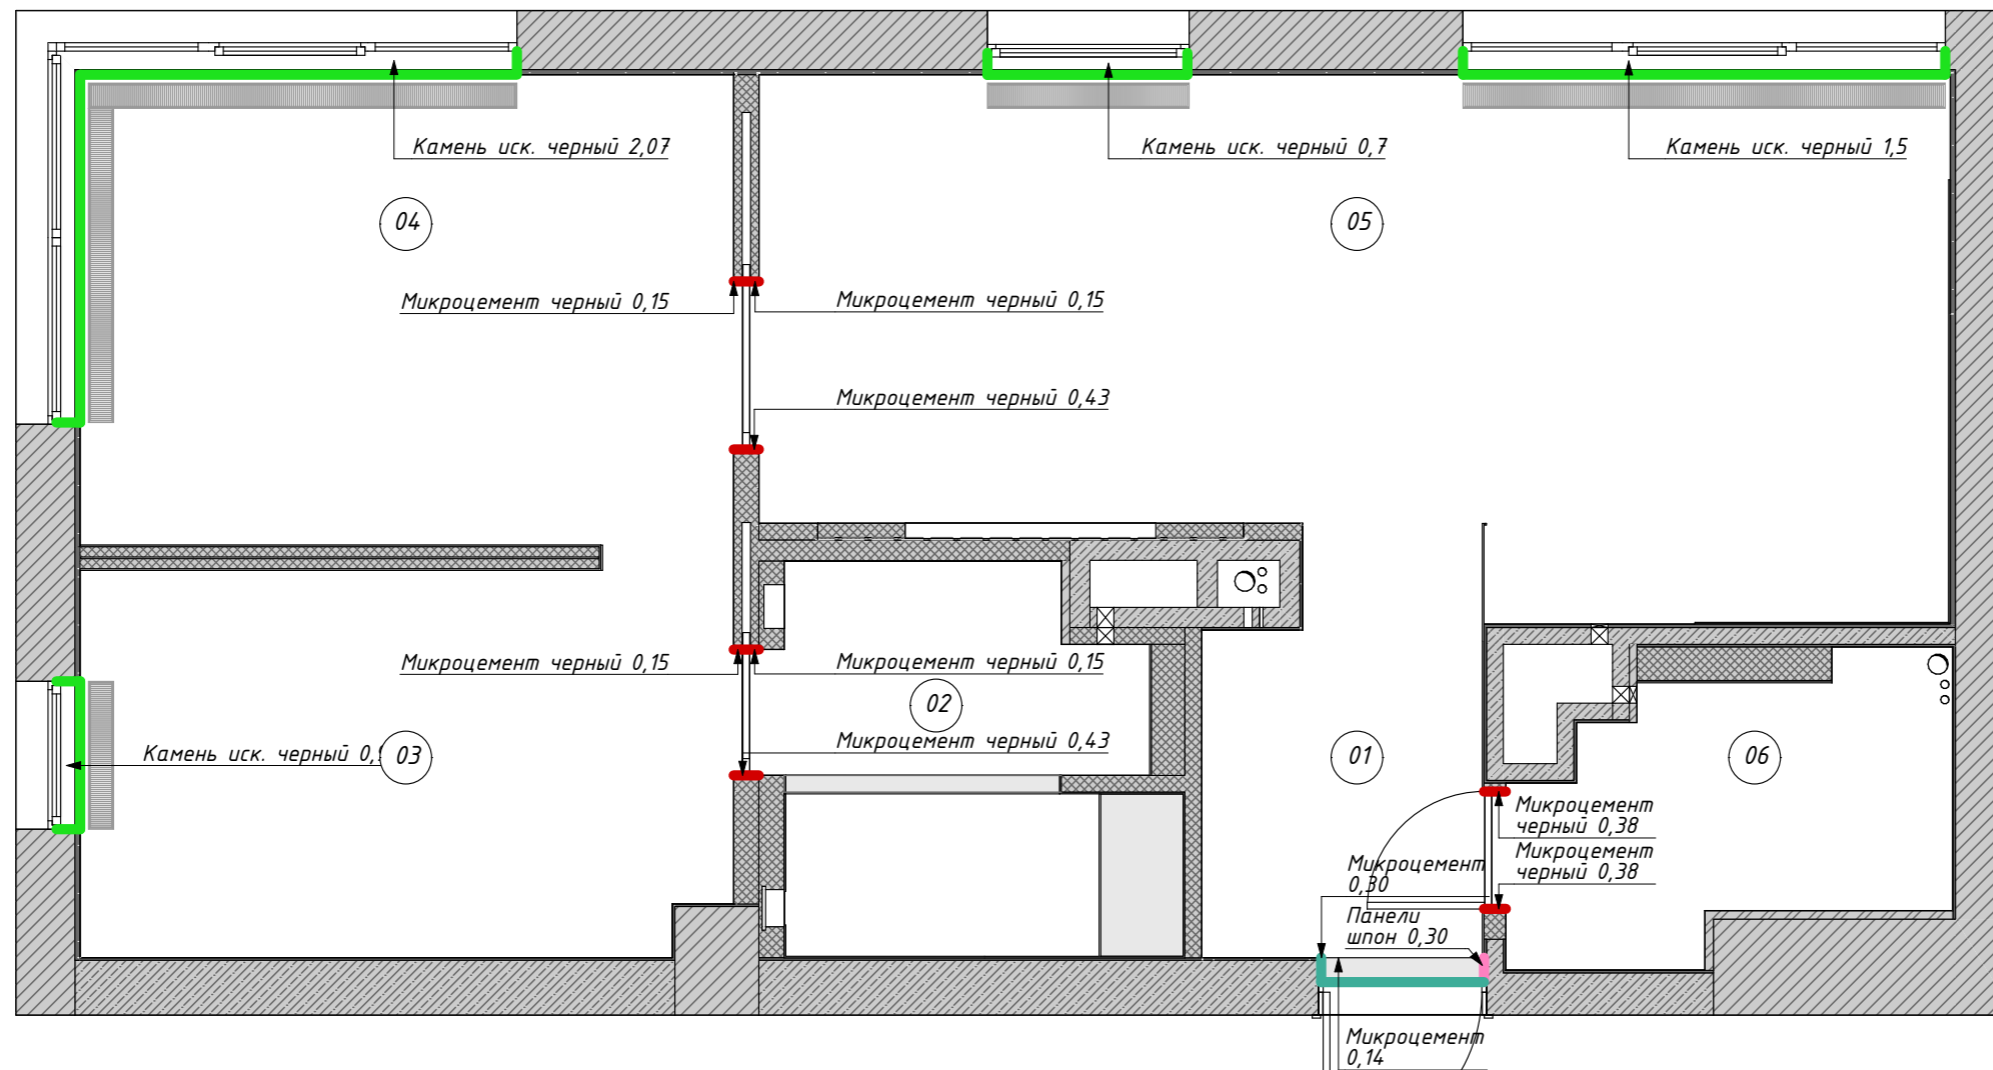 Камень иск. черный 2,07
Камень иск. черный 0,7
Камень иск. черный 1,5
04
05
Микроцемент черный 0,15
Микроцемент черный 0,15
Микроцемент черный 0,43
Микроцемент черный 0,15
Микроцемент черный 0,15
02
Микроцемент черный 0,43
Камень иск. черный
03
01
06
Микроцемент
черный 0,38
Микроцемент
черный 0,38
Микроцемент
0,30
Панели
шпон 0,30
Микроцемент
0,14